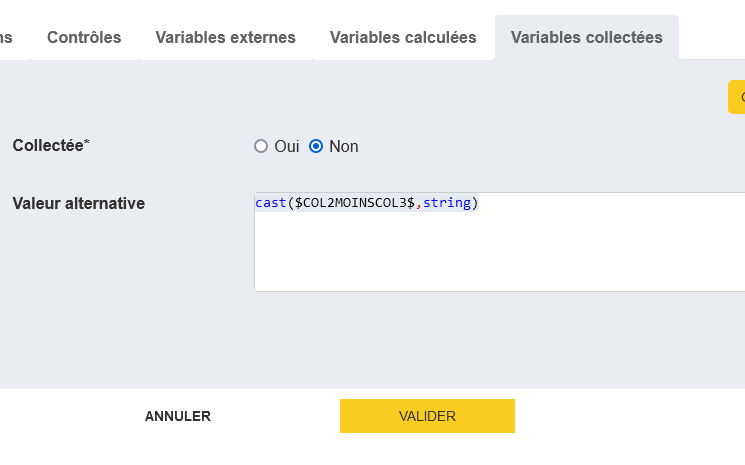 ns Contrôles Variables externes Variables calculées Variables collectées
Collectée* Oui Non
Valeur alternative cast($COL2MOINSCOL3$,string)
ANNULER VALIDER